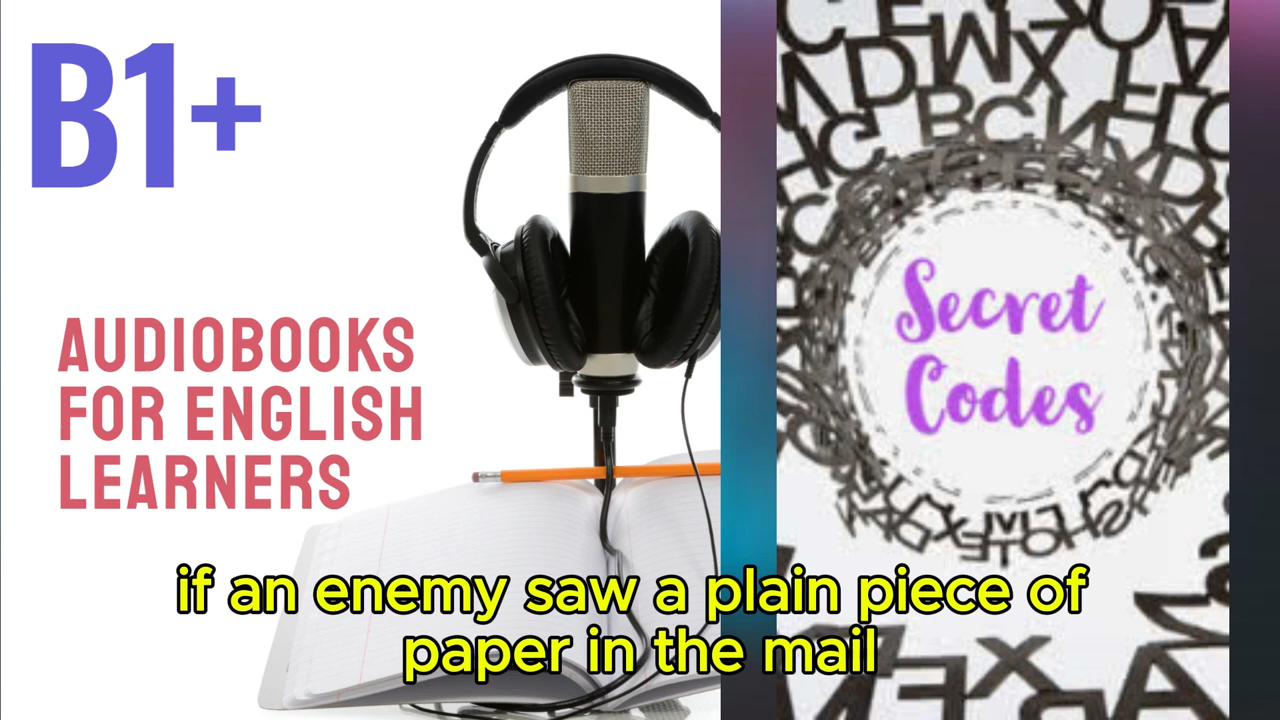 B1+
AUDIOBOOKS
FOR ENGLISH
LEARNERS
Secret
Codes
if an enemy saw a plain piece of
paper in the mail